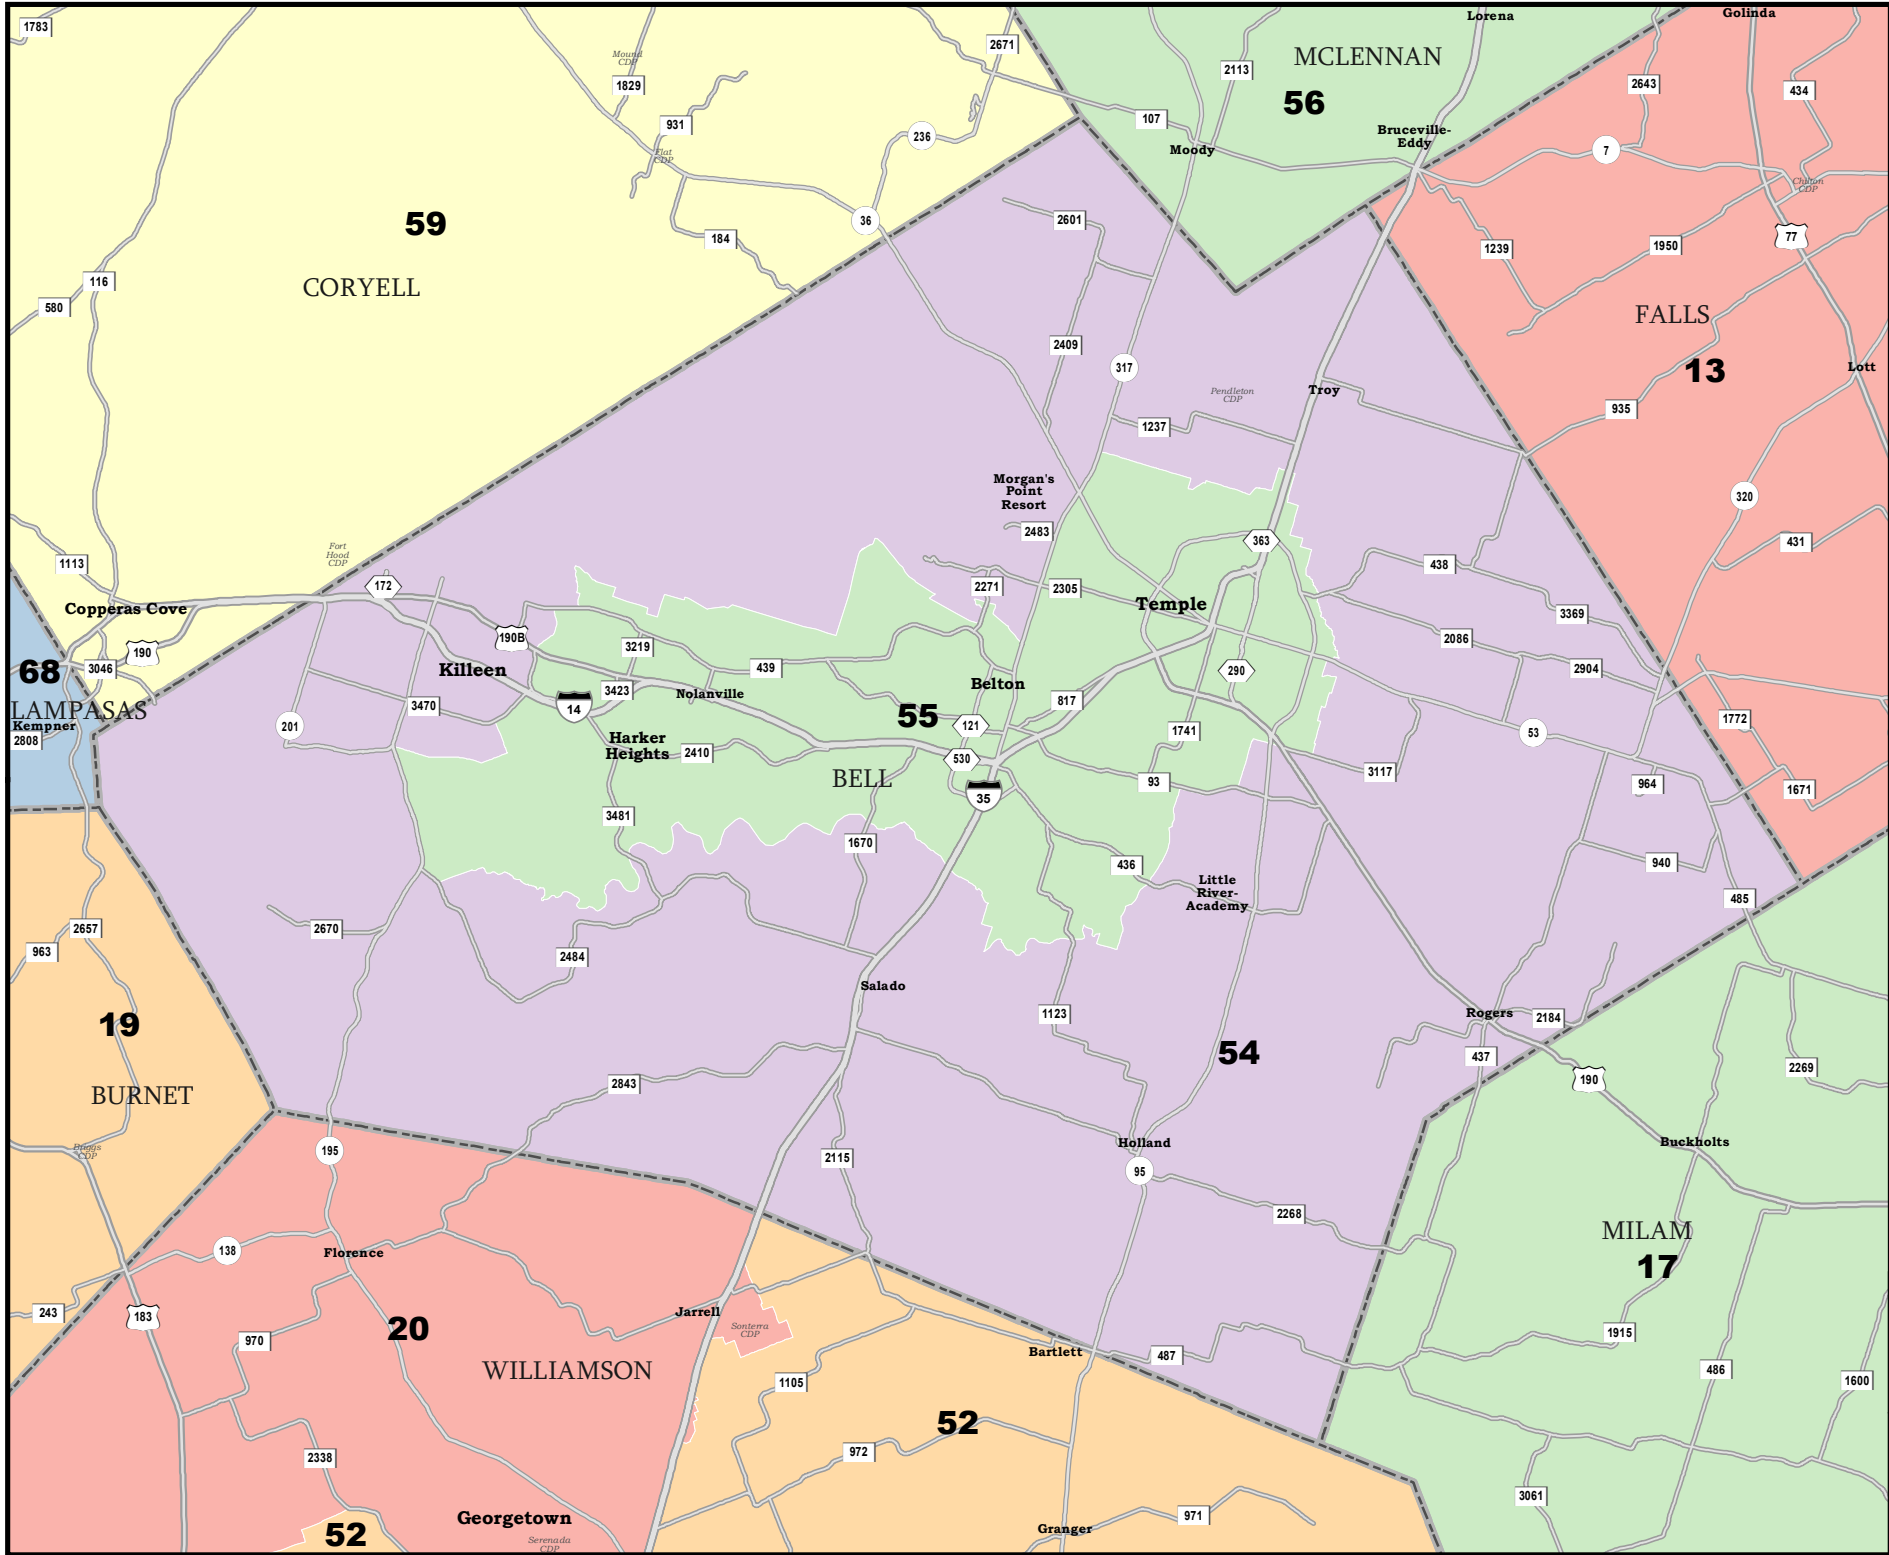 1783
Lorena
Golinda
2671
Mound
CDP
MCLENNAN
2113
1829
2643
434
56
107
931
236
Bruceville-
Eddy
Moody
7
Flat
CDP
Chilton
CDP
59
36
2601
184
1239
1950
77
116
CORYELL
580
FALLS
2409
317
13
Lott
Pendleton
CDP
Troy
935
1237
Morgan's
Point
Resort
320
2483
363
431
Fort
Hood
CDP
1113
438
172
2271
2305
Copperas Cove
Temple
3369
190B
2086
190
3219
68
3046
Killeen
439
290
2904
3423
Nolanville
Belton
817
LAMPASAS
3470
14
55
Kempner
201
121
1741
1772
53
2808
Harker
Heights
2410
530
3117
BELL
93
964
1671
35
3481
1670
436
940
Little
River-
Academy
485
2657
2670
963
2484
Salado
1123
Rogers
2184
19
54
437
2269
190
2843
BURNET
Buckholts
Holland
Briggs
CDP
195
2115
95
2268
MILAM
138
Florence
17
243
183
Jarrell
20
Sonterra
CDP
970
1915
Bartlett
487
WILLIAMSON
486
1105
1600
52
972
2338
3061
Georgetown
971
52
Granger
Serenada
CDP